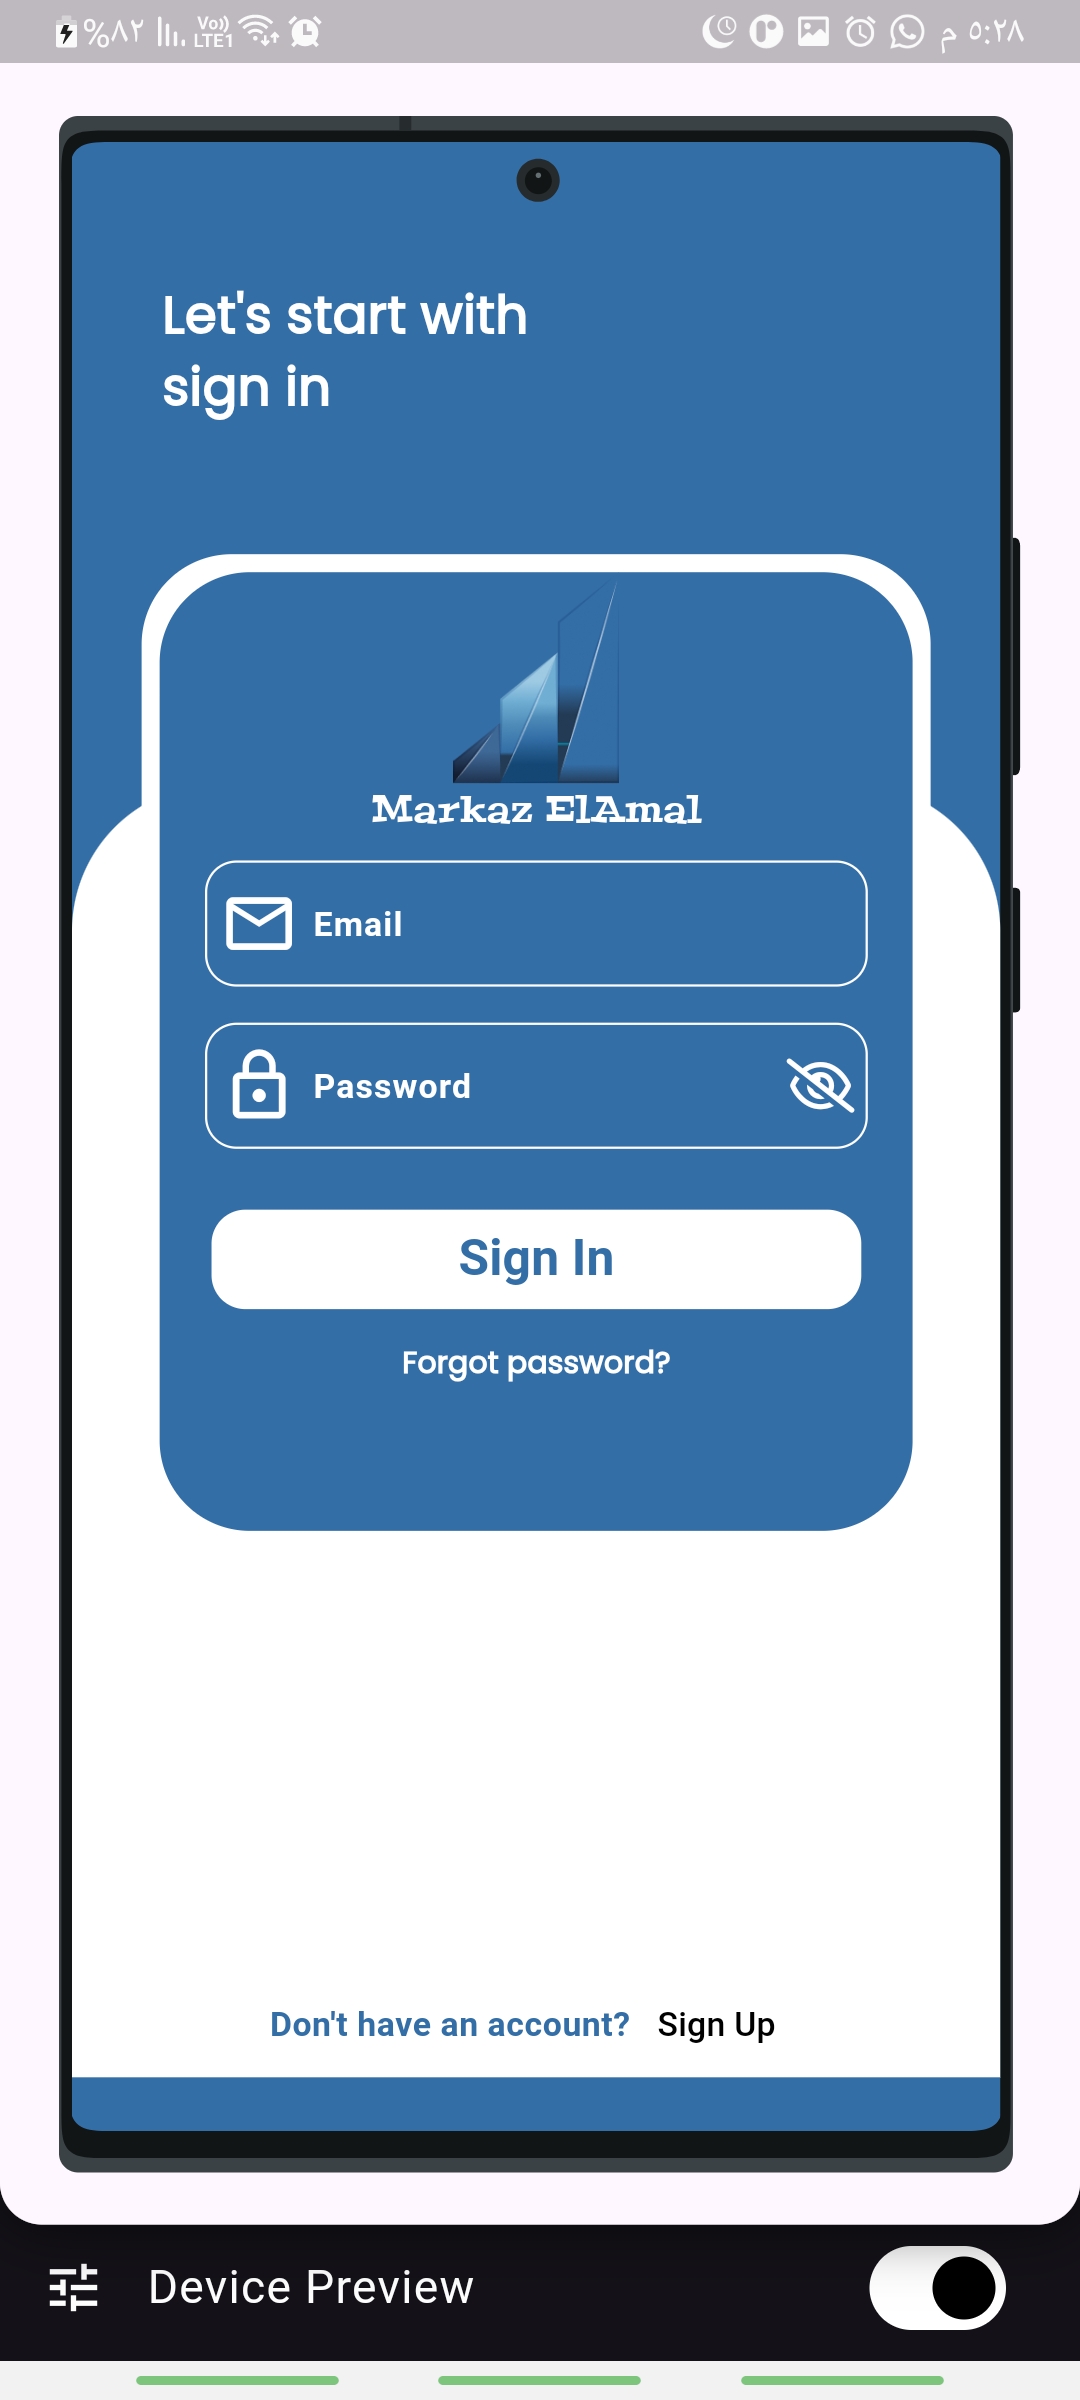 %٨٢ Vo)) LTE1 ٥:٢٨ م
Let's start with
sign in
Markaz ElAmal
Email
Password
Sign In
Forgot password?
Don't have an account? Sign Up
Device Preview